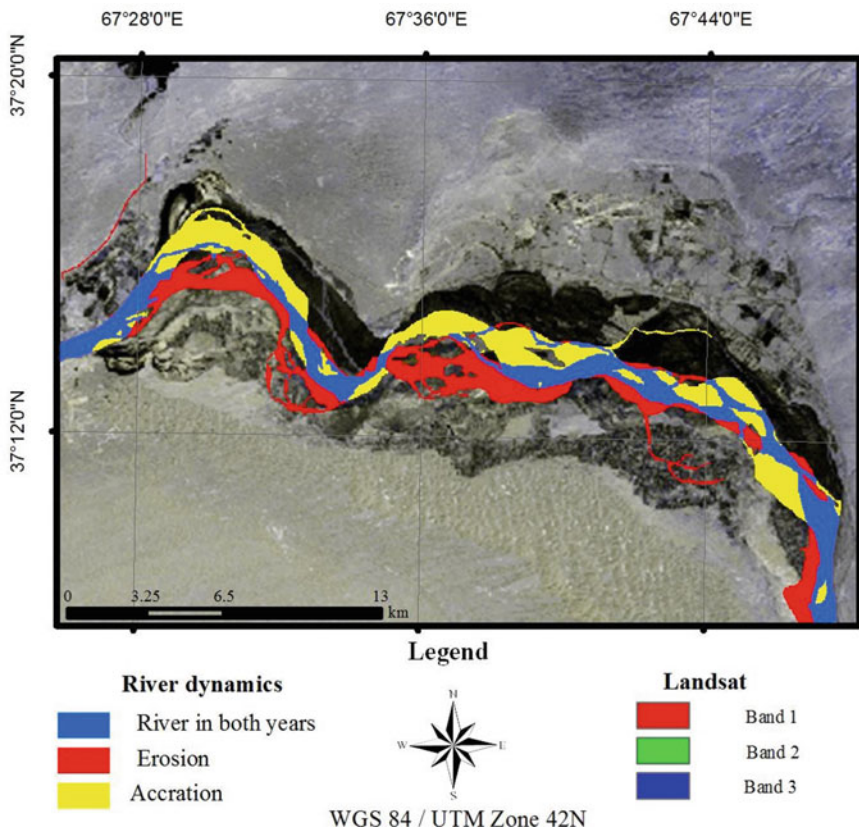 67°28'0"E 67°36'0"E 67°44'0"E
37°20'0"N
37°12'0"N
0 3.25 6.5 13
km
Legend
River dynamics
River in both years
Erosion
Accration
N
W E
S
WGS 84 / UTM Zone 42N
Landsat
Band 1
Band 2
Band 3